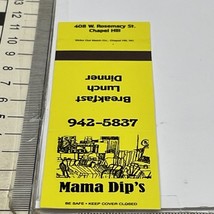 408 W. Rosemary St.
Chapel Hill
Breakfast
Lunch
Dinner
942-5837
Mama Dip's
BE SAFE • KEEP COVER CLOSED